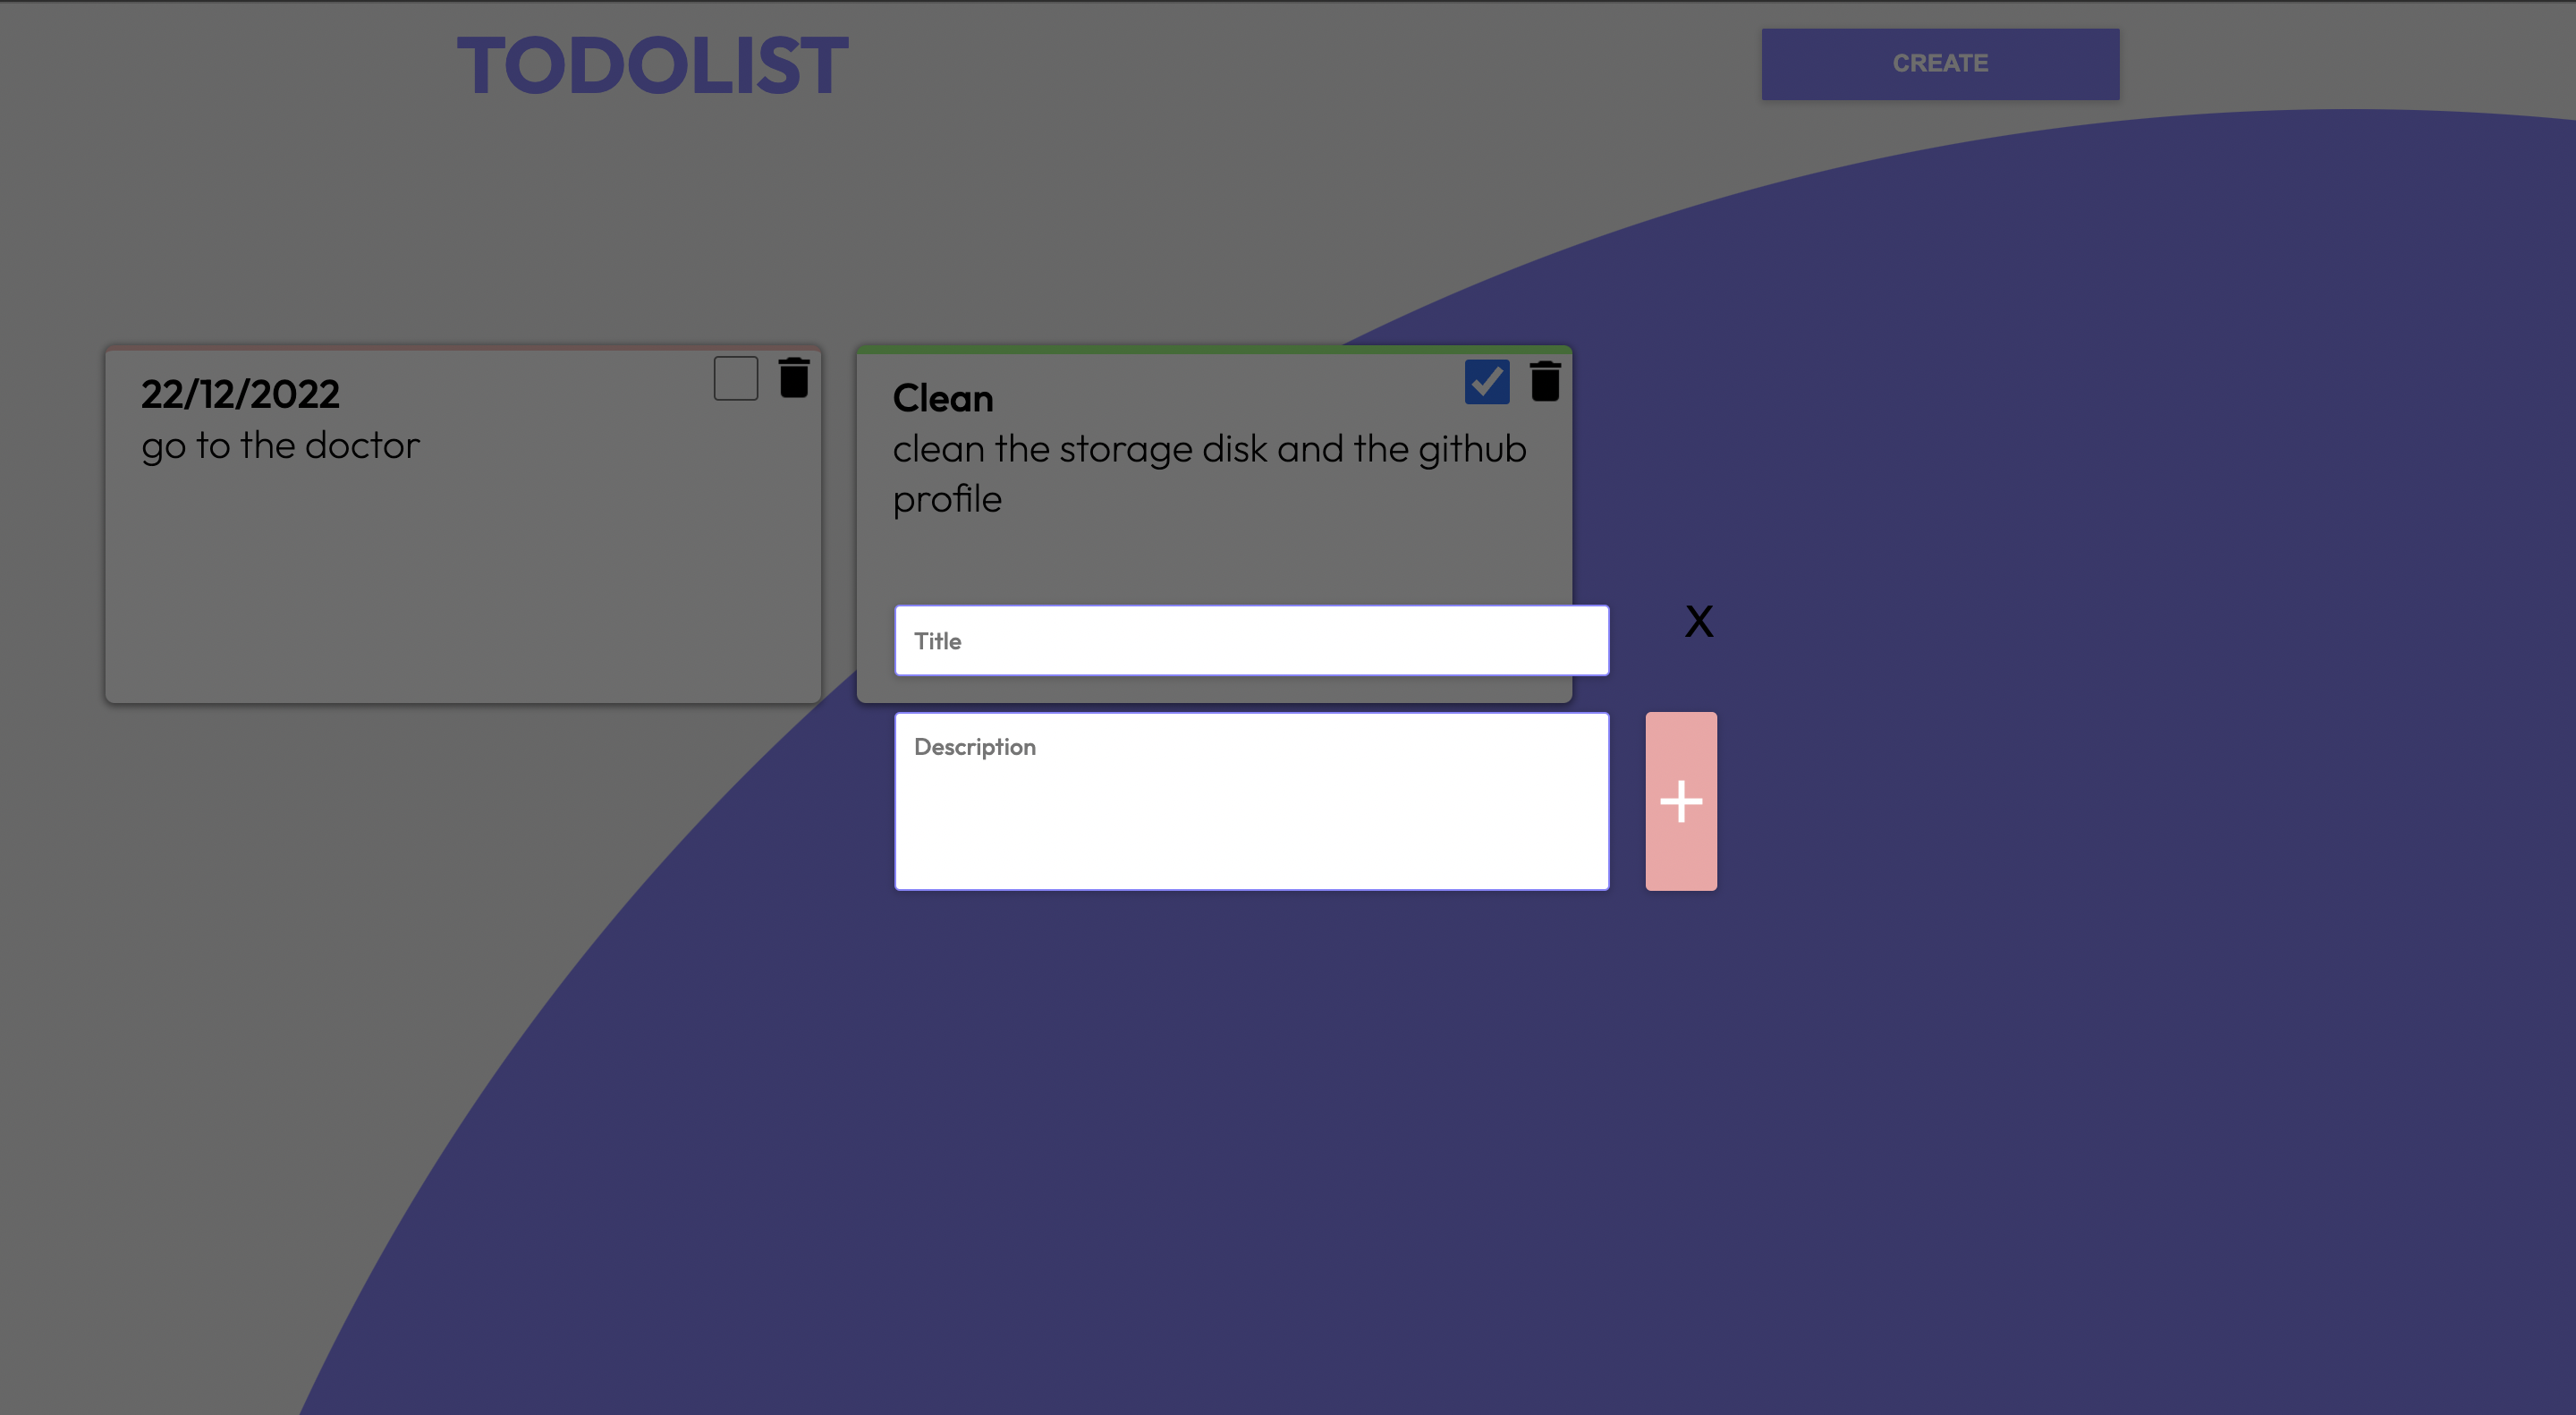 TODOLIST
CREATE
22/12/2022
go to the doctor
Clean
clean the storage disk and the github
profile
Title
X
Description
+